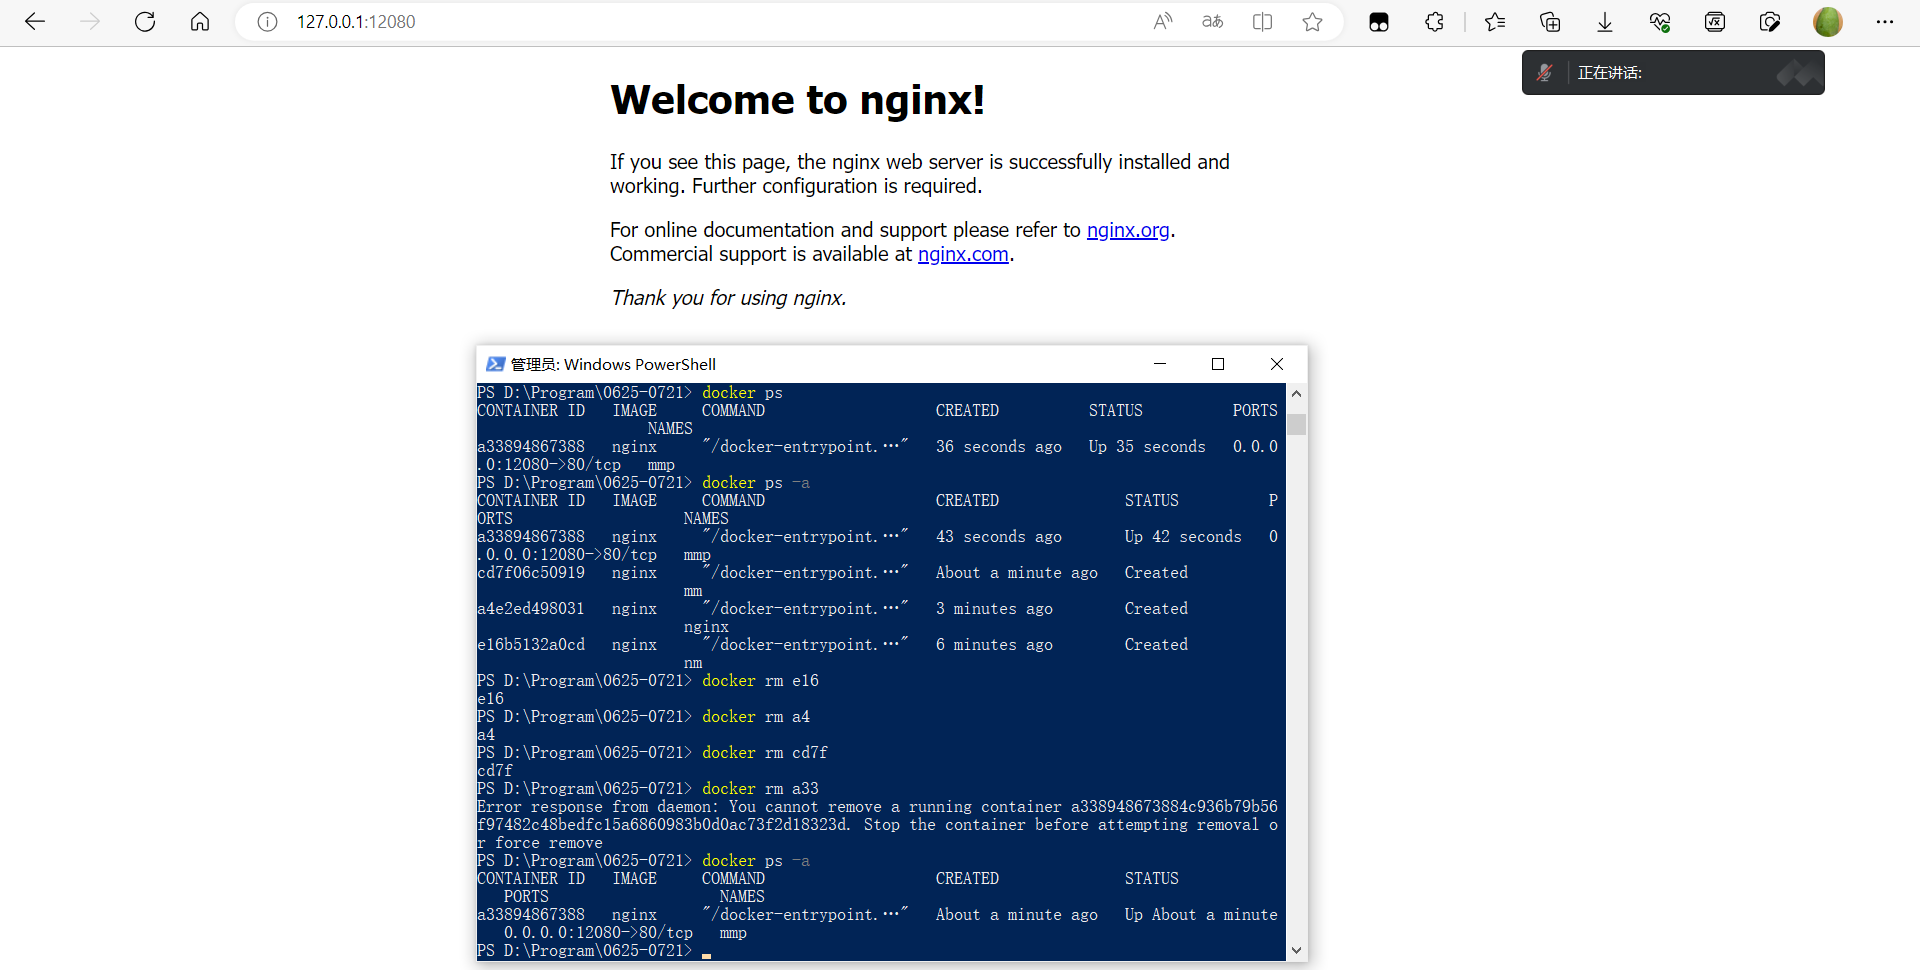 127.0.0.1:12080
正在讲话:
Welcome to nginx!
If you see this page, the nginx web server is successfully installed and
working. Further configuration is required.
For online documentation and support please refer to nginx.org.
Commercial support is available at nginx.com.
Thank you for using nginx.
管理员: Windows PowerShell
PS D:\Program\0625-0721> docker ps
CONTAINER ID   IMAGE     COMMAND                   CREATED          STATUS          PORTS
                   NAMES
a33894867388   nginx     "/docker-entrypoint.…"   36 seconds ago   Up 35 seconds   0.0.0
.0:12080->80/tcp   mmp
PS D:\Program\0625-0721> docker ps -a
CONTAINER ID   IMAGE     COMMAND                   CREATED              STATUS          P
ORTS                   NAMES
a33894867388   nginx     "/docker-entrypoint.…"   43 seconds ago       Up 42 seconds   0
.0.0.0:12080->80/tcp   mmp
cd7f06c50919   nginx     "/docker-entrypoint.…"   About a minute ago   Created
                       mm
a4e2ed498031   nginx     "/docker-entrypoint.…"   3 minutes ago        Created
                       nginx
e16b5132a0cd   nginx     "/docker-entrypoint.…"   6 minutes ago        Created
                       nm
PS D:\Program\0625-0721> docker rm e16
e16
PS D:\Program\0625-0721> docker rm a4
a4
PS D:\Program\0625-0721> docker rm cd7f
cd7f
PS D:\Program\0625-0721> docker rm a33
Error response from daemon: You cannot remove a running container a338948673884c936b79b56
f97482c48bedfc15a6860983b0d0ac73f2d18323d. Stop the container before attempting removal o
r force remove
PS D:\Program\0625-0721> docker ps -a
CONTAINER ID   IMAGE     COMMAND                   CREATED              STATUS
   PORTS                   NAMES
a33894867388   nginx     "/docker-entrypoint.…"   About a minute ago   Up About a minute
   0.0.0.0:12080->80/tcp   mmp
PS D:\Program\0625-0721>